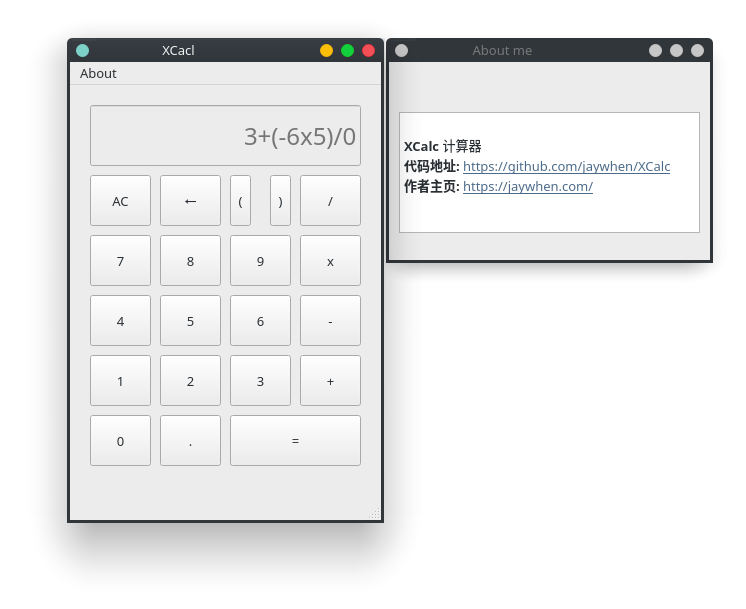 XCacl
About
3+(-6x5)/0
AC ← ( ) /
7 8 9 x
4 5 6 -
1 2 3 +
0 . =
About me
XCalc 计算器
代码地址: https://github.com/jaywhen/XCalc
作者主页: https://jaywhen.com/